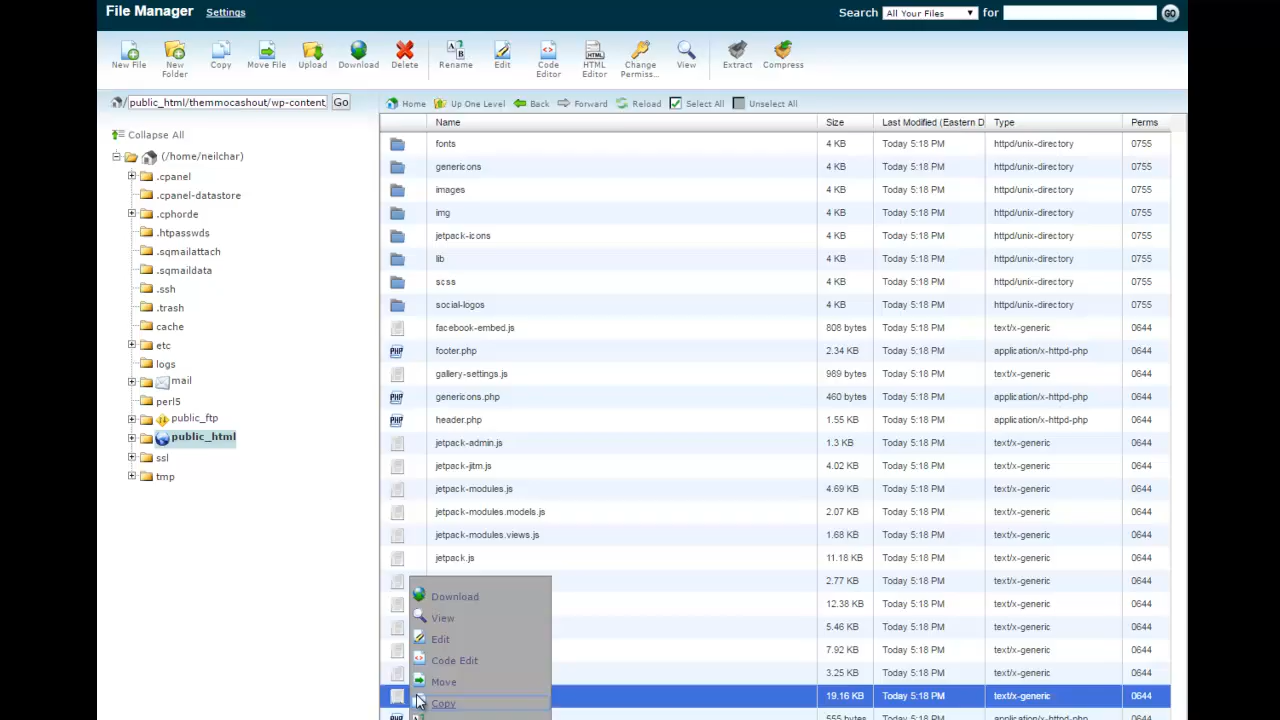 File Manager Settings Search All Your Files for GO
New File New Folder Copy Move File Upload Download Delete Rename Edit Code Editor HTML Editor Change Permiss... View Extract Compress
/ public_html/themmocashout/wp-content Go Home Up One Level Back Forward Reload Select All Unselect All
Collapse All
(/home/neilchar)
.cpanel
.cpanel-datastore
.cphorde
.htpasswds
.sqmailattach
.sqmaildata
.ssh
.trash
cache
etc
logs
mail
perl5
public_ftp
public_html
ssl
tmp
Name Size Last Modified (Eastern D Type Perms
fonts 4 KB Today 5:18 PM httpd/unix-directory 0755
genericons 4 KB Today 5:18 PM httpd/unix-directory 0755
images 4 KB Today 5:18 PM httpd/unix-directory 0755
img 4 KB Today 5:18 PM httpd/unix-directory 0755
jetpack-icons 4 KB Today 5:18 PM httpd/unix-directory 0755
lib 4 KB Today 5:18 PM httpd/unix-directory 0755
scss 4 KB Today 5:18 PM httpd/unix-directory 0755
social-logos 4 KB Today 5:18 PM httpd/unix-directory 0755
facebook-embed.js 808 bytes Today 5:18 PM text/x-generic 0644
PHP footer.php 2.34 KB Today 5:18 PM application/x-httpd-php 0644
gallery-settings.js 989 bytes Today 5:18 PM text/x-generic 0644
PHP genericons.php bytes Today 5:18 PM application/x-httpd-php 0644
PHP header.php KB Today 5:18 PM application/x-httpd-php 0644
jetpack-admin.js 1.3 KB Today 5:18 PM text/x-generic 0644
jetpack-jitm.js 4.02 KB Today 5:18 PM text/x-generic 0644
jetpack-modules.js 4.69 KB Today 5:18 PM text/x-generic 0644
jetpack-modules.models.js 2.07 KB Today 5:18 PM text/x-generic 0644
jetpack-modules.views.js 1.68 KB Today 5:18 PM text/x-generic 0644
jetpack.js 11.18 KB Today 5:18 PM text/x-generic 0644
2.77 KB Today 5:18 PM text/x-generic 0644
12.38 KB Today 5:18 PM text/x-generic 0644
5.46 KB Today 5:18 PM text/x-generic 0644
7.92 KB Today 5:18 PM text/x-generic 0644
3.25 KB Today 5:18 PM text/x-generic 0644
19.16 KB Today 5:18 PM text/x-generic 0644
Download
View
Edit
Code Edit
Move
Copy